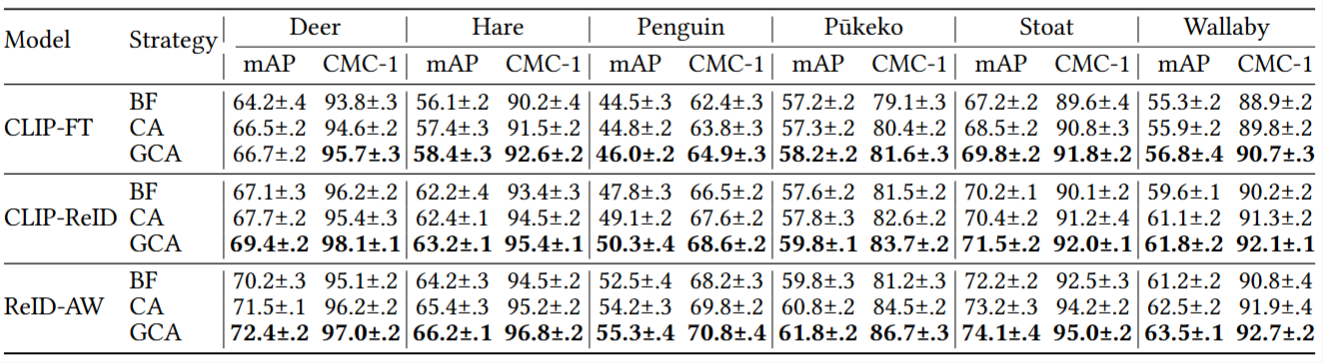 Model Strategy Deer Hare Penguin Pūkeko Stoat Wallaby
mAP CMC-1 mAP CMC-1 mAP CMC-1 mAP CMC-1 mAP CMC-1 mAP CMC-1
BF 64.2±.4 93.8±.3 56.1±.2 90.2±.4 44.5±.3 62.4±.3 57.2±.2 79.1±.3 67.2±.2 89.6±.4 55.3±.2 88.9±.2
CLIP-FT CA 66.5±.2 94.6±.2 57.4±.3 91.5±.2 44.8±.2 63.8±.3 57.3±.2 80.4±.2 68.5±.2 90.8±.3 55.9±.2 89.8±.2
GCA 66.7±.2 95.7±.3 58.4±.3 92.6±.2 46.0±.2 64.9±.3 58.2±.2 81.6±.3 69.8±.2 91.8±.2 56.8±.4 90.7±.3
BF 67.1±.3 96.2±.2 62.2±.4 93.4±.3 47.8±.3 66.5±.2 57.6±.2 81.5±.2 70.2±.1 90.1±.2 59.6±.1 90.2±.2
CLIP-ReID CA 67.7±.2 95.4±.3 62.4±.1 94.5±.2 49.1±.2 67.6±.2 57.8±.3 82.6±.2 70.4±.2 91.2±.4 61.1±.2 91.3±.2
GCA 69.4±.2 98.1±.1 63.2±.1 95.4±.1 50.3±.4 68.6±.2 59.8±.1 83.7±.2 71.5±.2 92.0±.1 61.8±.2 92.1±.1
BF 70.2±.3 95.1±.2 64.2±.3 94.5±.2 52.5±.4 68.2±.3 59.8±.3 81.2±.3 72.2±.2 92.5±.3 61.2±.2 90.8±.4
ReID-AW CA 71.5±.1 96.2±.2 65.4±.3 95.2±.2 54.2±.3 69.8±.2 60.8±.2 84.5±.2 73.2±.3 94.2±.2 62.5±.2 91.9±.4
GCA 72.4±.2 97.0±.2 66.2±.1 96.8±.2 55.3±.4 70.8±.4 61.8±.2 86.7±.3 74.1±.4 95.0±.2 63.5±.1 92.7±.2